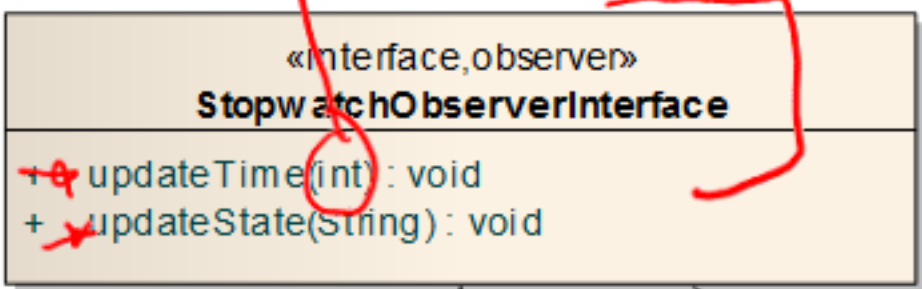 «interface,observer»
StopwatchObserverInterface
+ updateTime(int) : void
+ updateState(String) : void